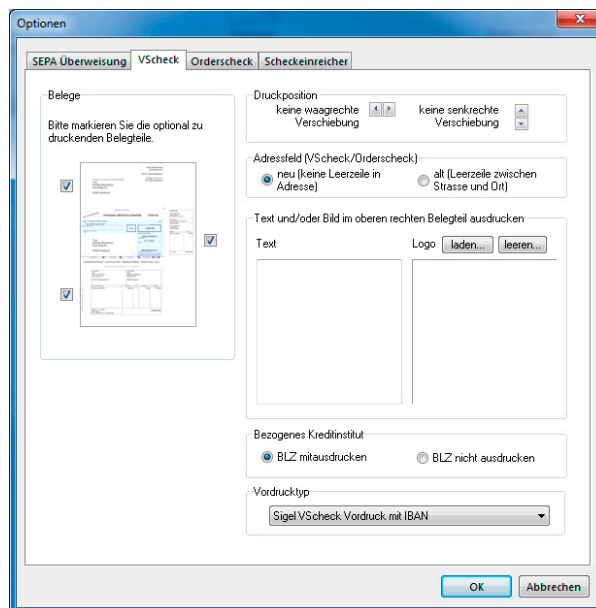 Optionen
SEPA Überweisung
VScheck
Orderscheck
Scheckeinreicher
Belege
Bitte markieren Sie die optional zu
druckenden Belegteile.
Druckposition
keine waagrechte
Verschiebung
keine senkrechte
Verschiebung
Adressfeld (VScheck/Orderscheck)
neu (keine Leerzeile in
Adresse)
alt (Leerzeile zwischen
Strasse und Ort)
Text und/oder Bild im oberen rechten Belegteil ausdrucken
Text
Logo
laden...
leeren...
Bezogenes Kreditinstitut
BLZ mitausdrucken
BLZ nicht ausdrucken
Vordrucktyp
Sigel VScheck Vordruck mit IBAN
OK
Abbrechen